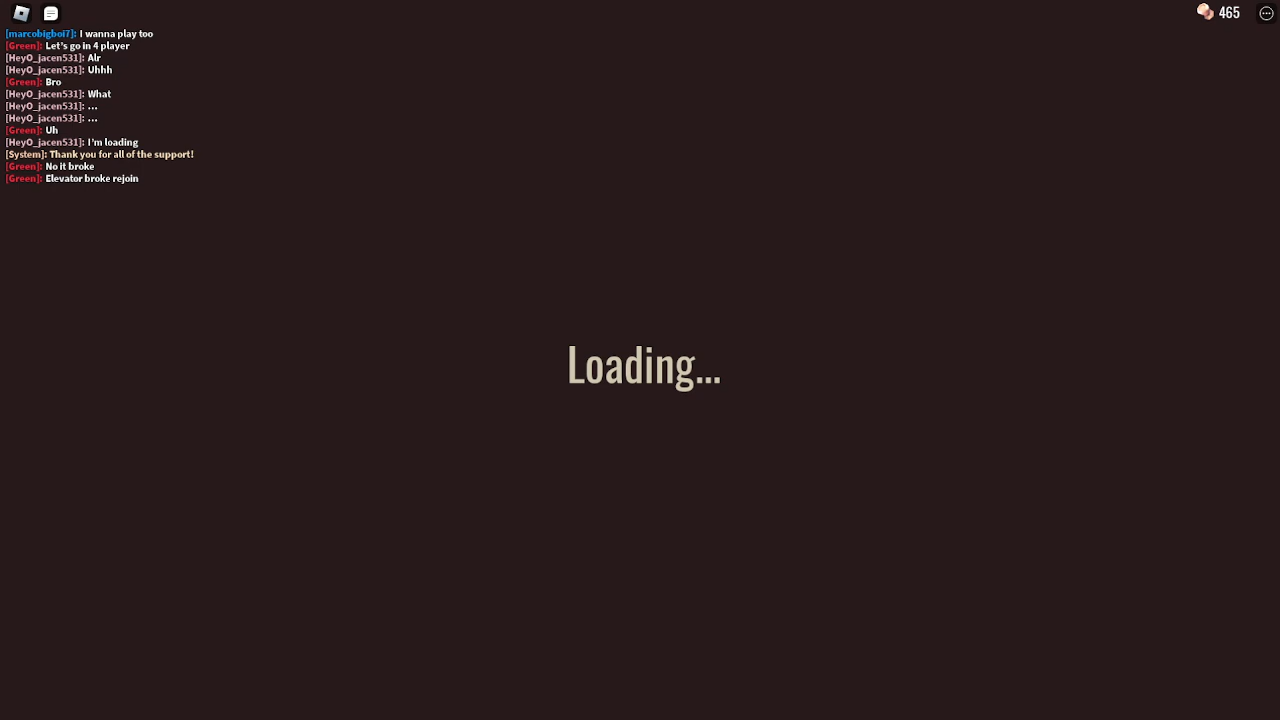 465
[marcobigboi7]: I wanna play too
[Green]: Let's go in 4 player
[HeyO_jacen531]: Alr
[HeyO_jacen531]: Uhhh
[Green]: Bro
[HeyO_jacen531]: What
[HeyO_jacen531]: ...
[HeyO_jacen531]: ...
[Green]: Uh
[HeyO_jacen531]: I'm loading
[System]: Thank you for all of the support!
[Green]: No it broke
[Green]: Elevator broke rejoin
Loading...